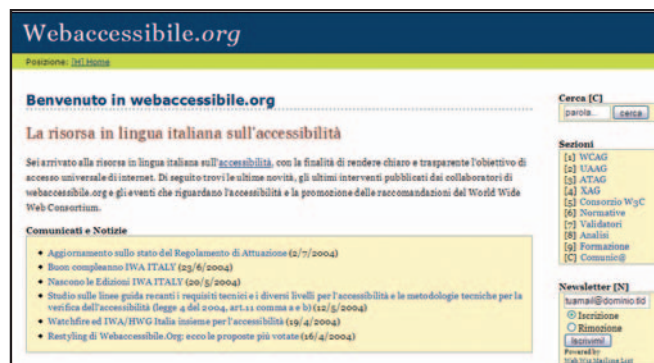 Webaccessibile.org
Posizione: [H] Home
Benvenuto in webaccessibile.org
La risorsa in lingua italiana sull'accessibilità
Sei arrivato alla risorsa in lingua italiana sull'accessibilità, con la finalità di rendere chiaro e trasparente l'obiettivo di
accesso universale di internet. Di seguito trovi le ultime novità, gli ultimi interventi pubblicati dai collaboratori di
webaccessibile.org e gli eventi che riguardano l'accessibilità e la promozione delle raccomandazioni del World Wide
Web Consortium.
Comunicati e Notizie
Aggiornamento sullo stato del Regolamento di Attuazione (2/7/2004)
Buon compleanno IWA ITALY (23/6/2004)
Nascono le Edizioni IWA ITALY (20/5/2004)
Studio sulle linee guida recanti i requisiti tecnici e i diversi livelli per l'accessibilità e le metodologie tecniche per la
verifica dell'accessibilità (legge 4 del 2004, art.11 comma a e b) (12/5/2004)
Watchfire ed IWA/HWG Italia insieme per l'accessibilità (19/4/2004)
Restyling di Webaccessibile.Org: ecco le proposte più votate (16/4/2004)
Cerca [C]
parola... cerca
Sezioni
[1] WCAG
[2] UAAG
[3] ATAG
[4] XAG
[5] Consorzio W3C
[6] Normative
[7] Validatori
[8] Analisi
[9] Formazione
[C] Comunic@
Newsletter [N]
tuamail@dominio.tld
Iscrizione
Rimozione
Iscrivimi!
Powered by
Web Wiz Mailing List